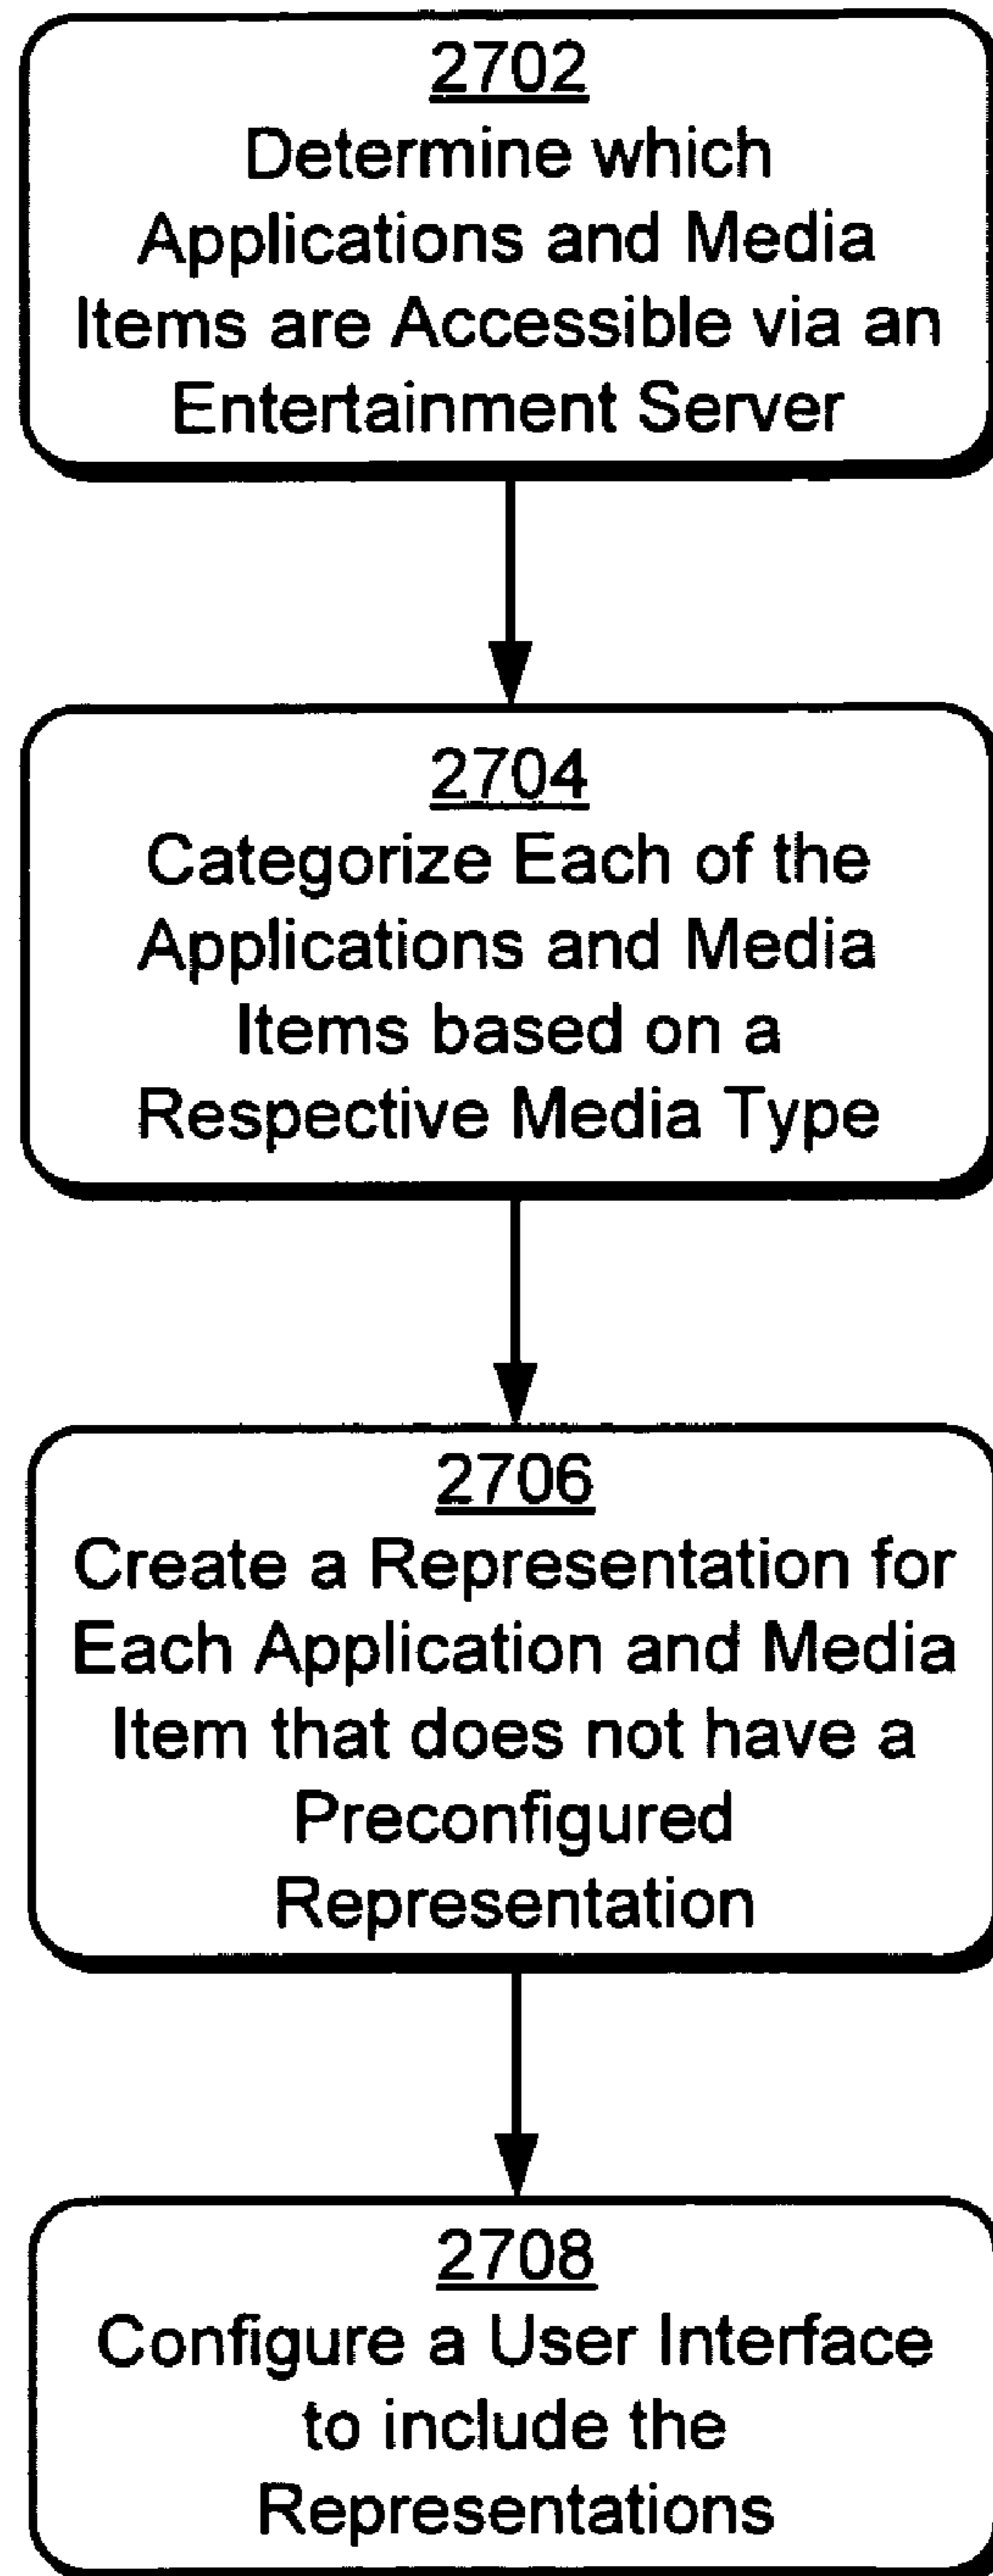 2702
Determine which
Applications and Media
Items are Accessible via an
Entertainment Server
2704
Categorize Each of the
Applications and Media
Items based on a
Respective Media Type
2706
Create a Representation for
Each Application and Media
Item that does not have a
Preconfigured
Representation
2708
Configure a User Interface
to include the
Representations